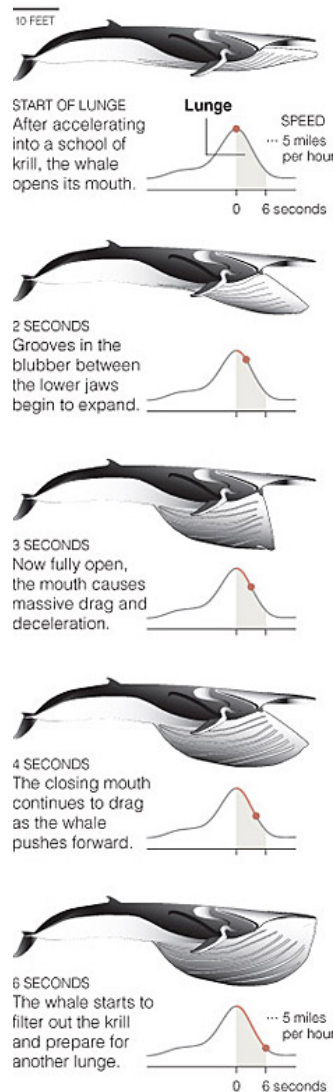 10 FEET
START OF LUNGE
After accelerating
into a school of
krill, the whale
opens its mouth.
Lunge
SPEED
... 5 miles
per hour
0 6 seconds
2 SECONDS
Grooves in the
blubber between
the lower jaws
begin to expand.
3 SECONDS
Now fully open,
the mouth causes
massive drag and
deceleration.
4 SECONDS
The closing mouth
continues to drag
as the whale
pushes forward.
6 SECONDS
The whale starts to
filter out the krill
and prepare for
another lunge.
... 5 miles
per hour
0 6 seconds